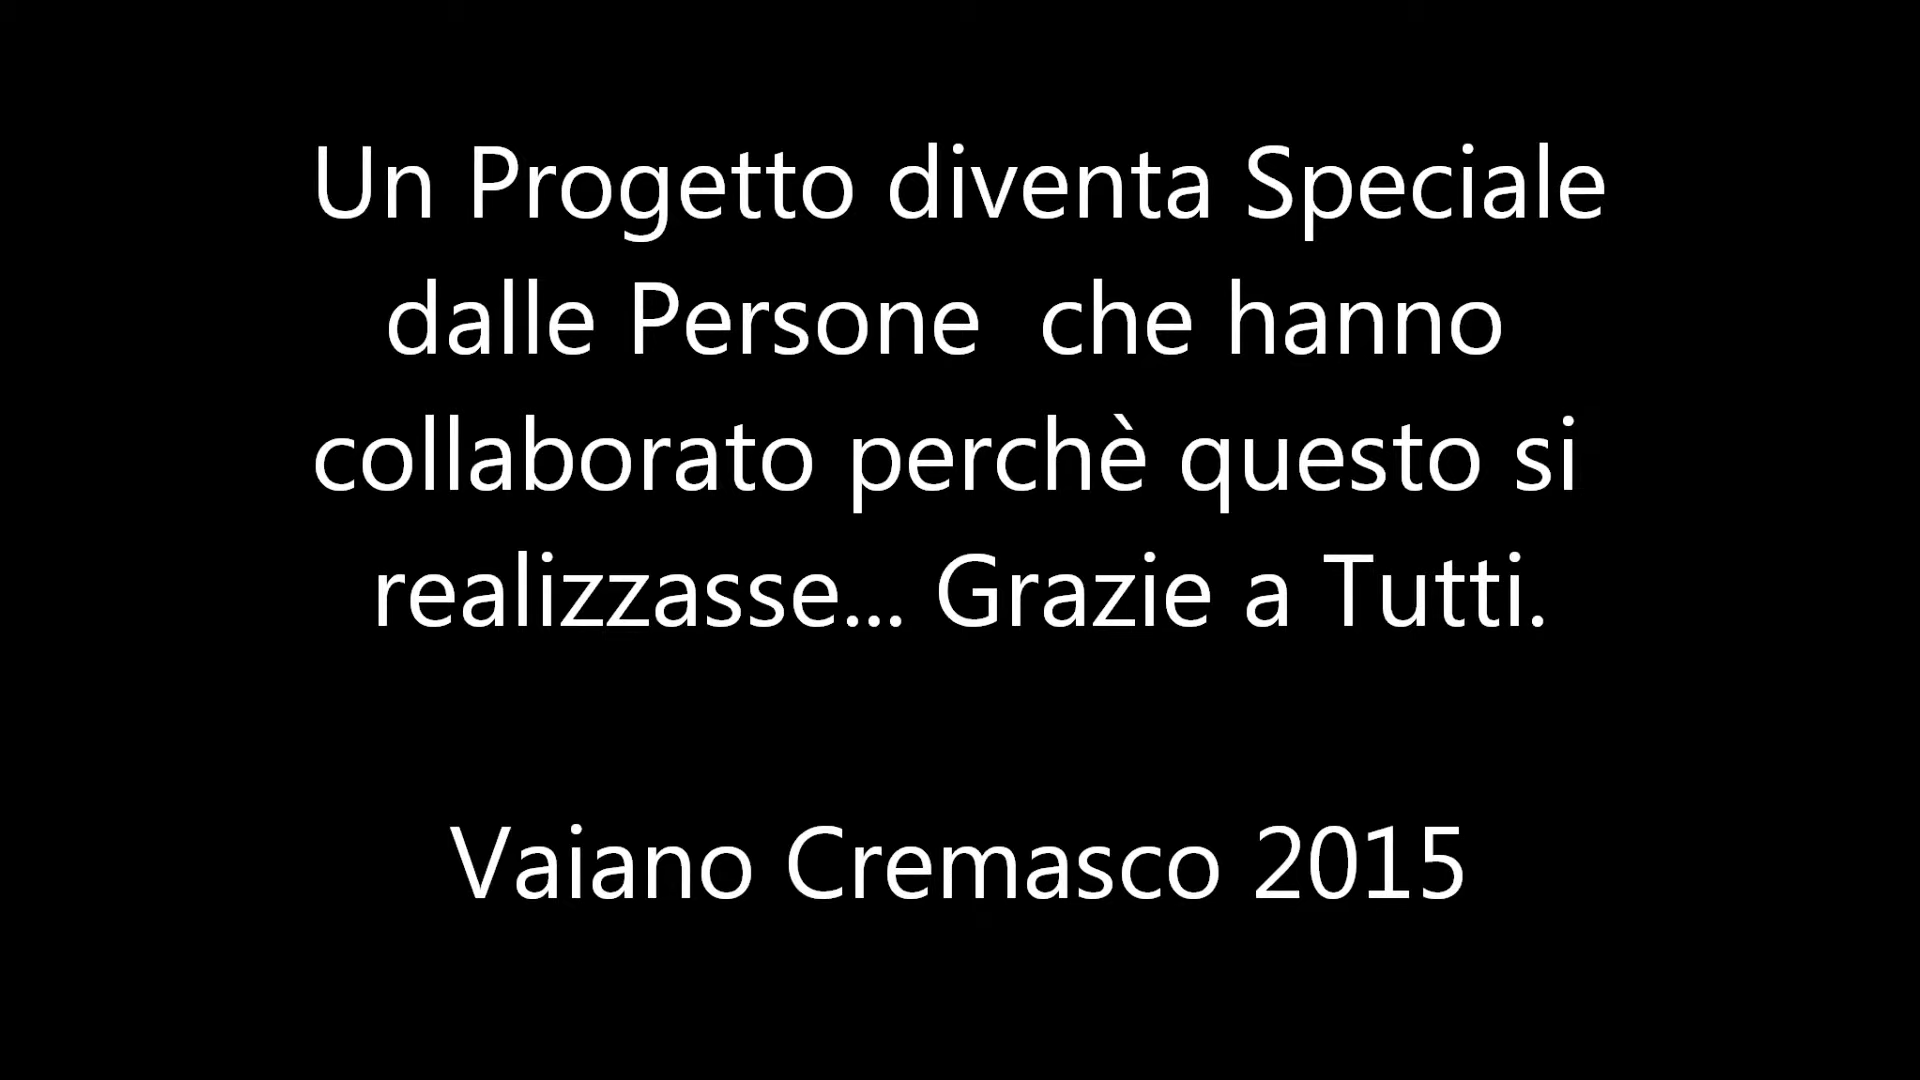 Un Progetto diventa Speciale
dalle Persone  che hanno
collaborato perchè questo si
realizzasse... Grazie a Tutti.
Vaiano Cremasco 2015